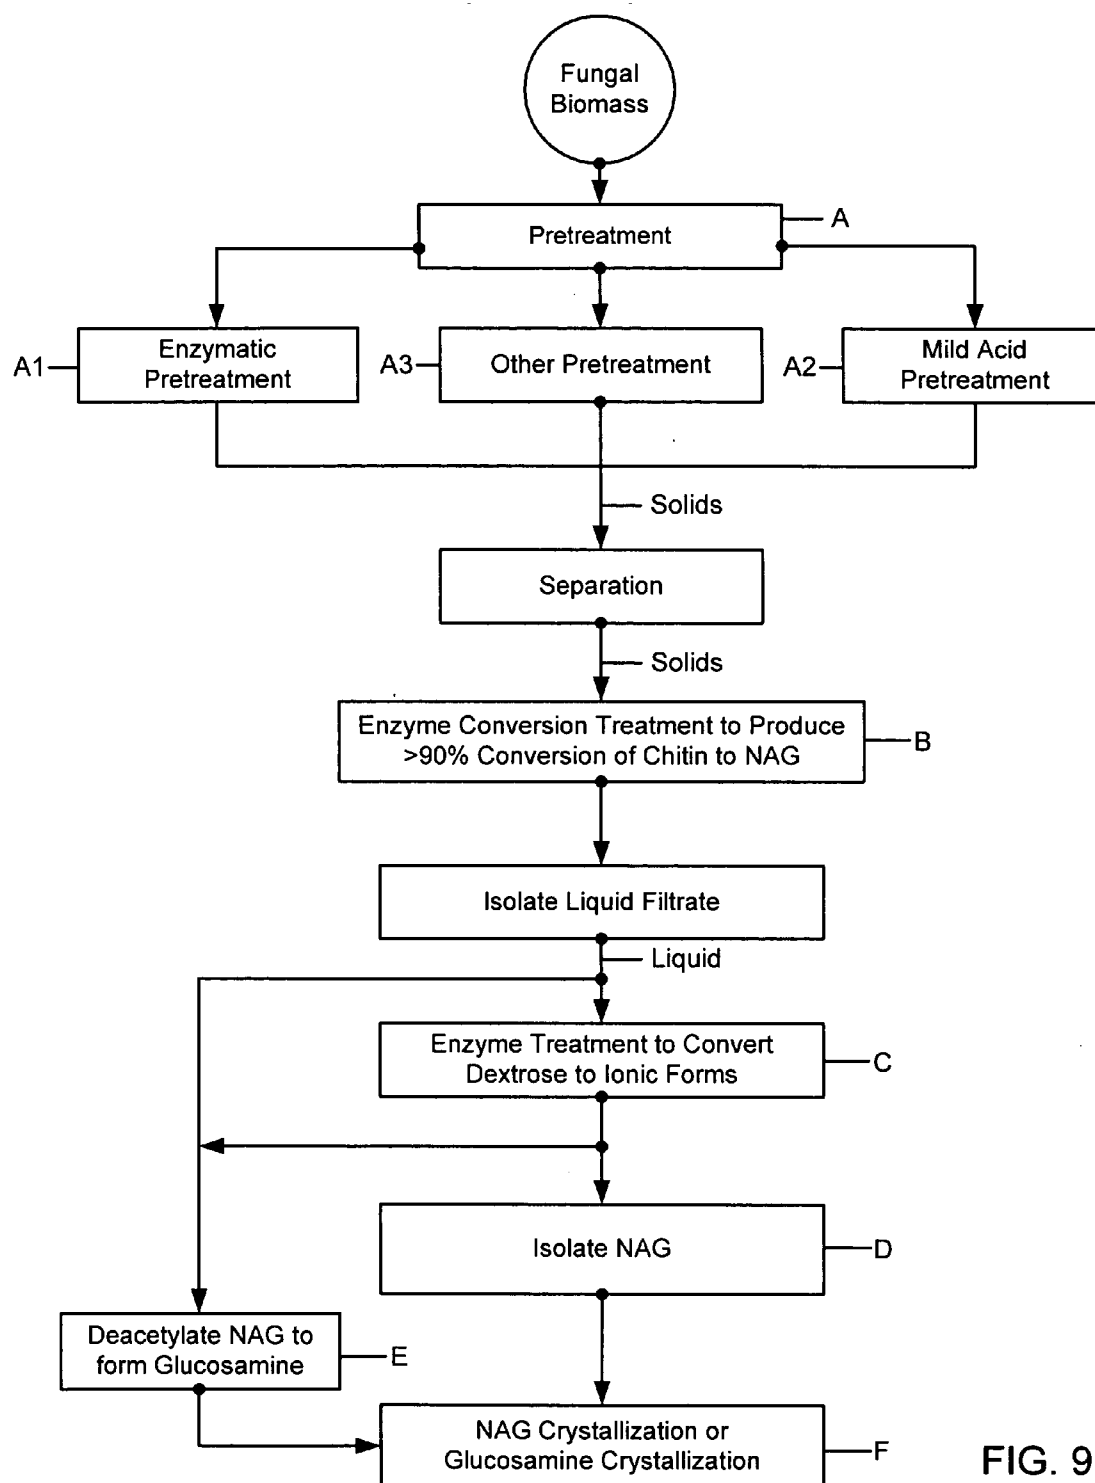 Fungal
Biomass
Pretreatment
A
Enzymatic
Pretreatment
A1
Other Pretreatment
A3
Mild Acid
Pretreatment
A2
Solids
Separation
Solids
Enzyme Conversion Treatment to Produce
>90% Conversion of Chitin to NAG
B
Isolate Liquid Filtrate
Liquid
Enzyme Treatment to Convert
Dextrose to Ionic Forms
C
Isolate NAG
D
Deacetylate NAG to
form Glucosamine
E
NAG Crystallization or
Glucosamine Crystallization
F
FIG. 9